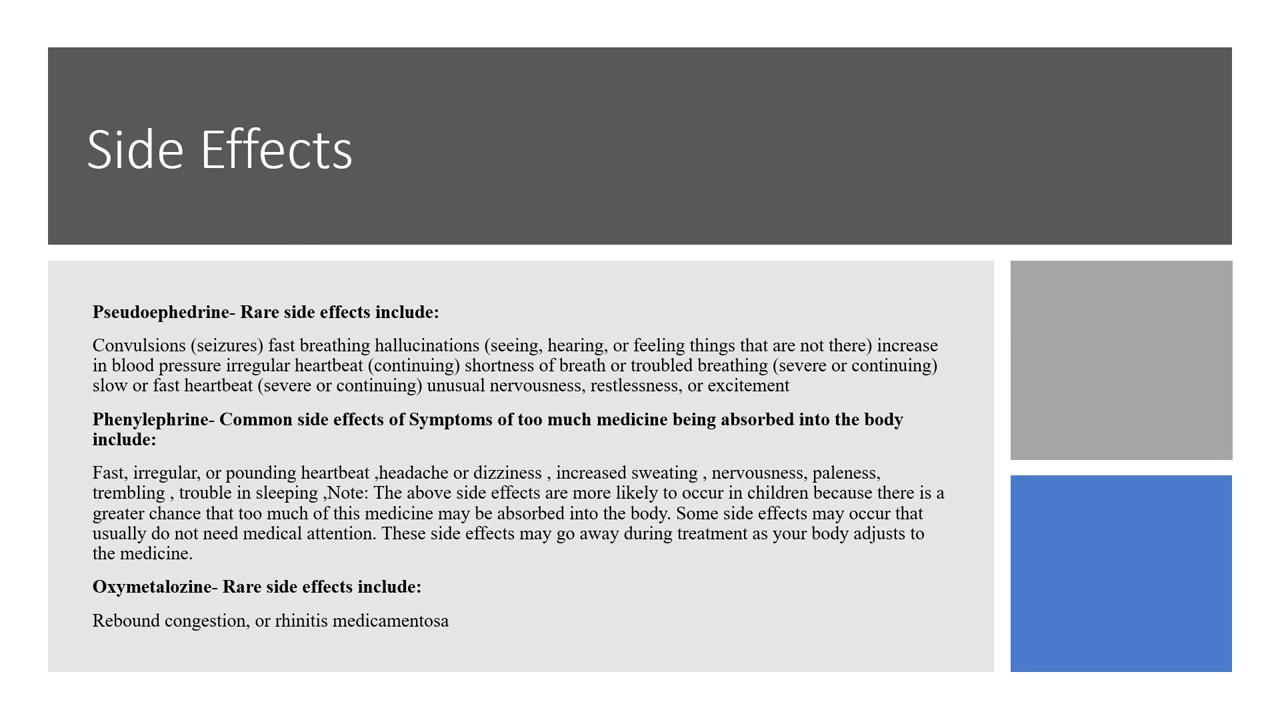 Side Effects
Pseudoephedrine- Rare side effects include:
Convulsions (seizures) fast breathing hallucinations (seeing, hearing, or feeling things that are not there) increase
in blood pressure irregular heartbeat (continuing) shortness of breath or troubled breathing (severe or continuing)
slow or fast heartbeat (severe or continuing) unusual nervousness, restlessness, or excitement
Phenylephrine- Common side effects of Symptoms of too much medicine being absorbed into the body
include:
Fast, irregular, or pounding heartbeat ,headache or dizziness , increased sweating , nervousness, paleness,
trembling , trouble in sleeping ,Note: The above side effects are more likely to occur in children because there is a
greater chance that too much of this medicine may be absorbed into the body. Some side effects may occur that
usually do not need medical attention. These side effects may go away during treatment as your body adjusts to
the medicine.
Oxymetalozine- Rare side effects include:
Rebound congestion, or rhinitis medicamentosa